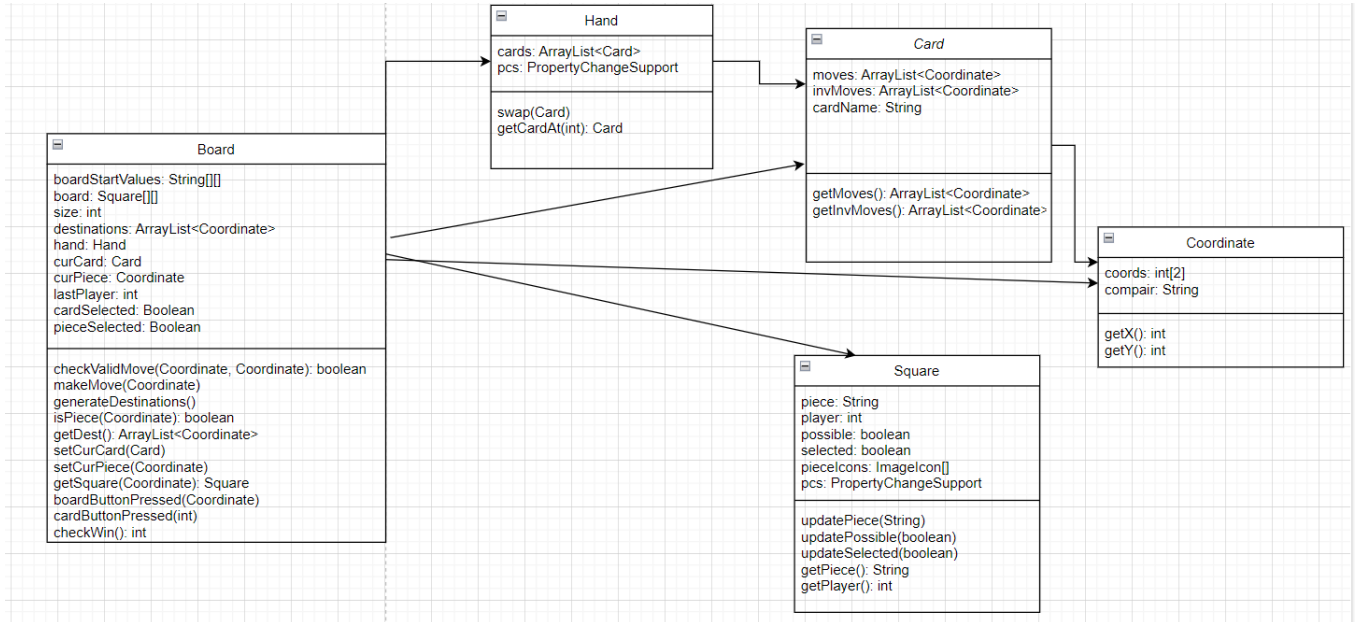 Hand
cards: ArrayList<Card>
pcs: PropertyChangeSupport
swap(Card)
getCardAt(int): Card
Card
moves: ArrayList<Coordinate>
invMoves: ArrayList<Coordinate>
cardName: String
getMoves(): ArrayList<Coordinate>
getInvMoves(): ArrayList<Coordinate>
Board
boardStartValues: String[][]
board: Square[][]
size: int
destinations: ArrayList<Coordinate>
hand: Hand
curCard: Card
curPiece: Coordinate
lastPlayer: int
cardSelected: Boolean
pieceSelected: Boolean
checkValidMove(Coordinate, Coordinate): boolean
makeMove(Coordinate)
generateDestinations()
isPiece(Coordinate): boolean
getDest(): ArrayList<Coordinate>
setCurCard(Card)
setCurPiece(Coordinate)
getSquare(Coordinate): Square
boardButtonPressed(Coordinate)
cardButtonPressed(int)
checkWin(): int
Coordinate
coords: int[2]
compair: String
getX(): int
getY(): int
Square
piece: String
player: int
possible: boolean
selected: boolean
pieceIcons: ImageIcon[]
pcs: PropertyChangeSupport
updatePiece(String)
updatePossible(boolean)
updateSelected(boolean)
getPiece(): String
getPlayer(): int